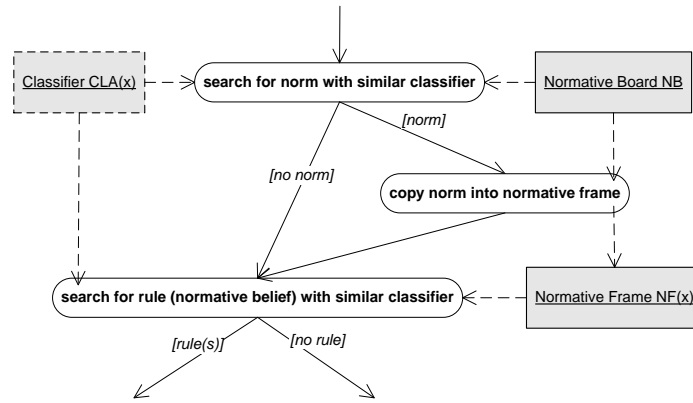 Classifier CLA(x)
search for norm with similar classifier
Normative Board NB
[norm]
[no norm]
copy norm into normative frame
search for rule (normative belief) with similar classifier
Normative Frame NF(x)
[rule(s)]
[no rule]